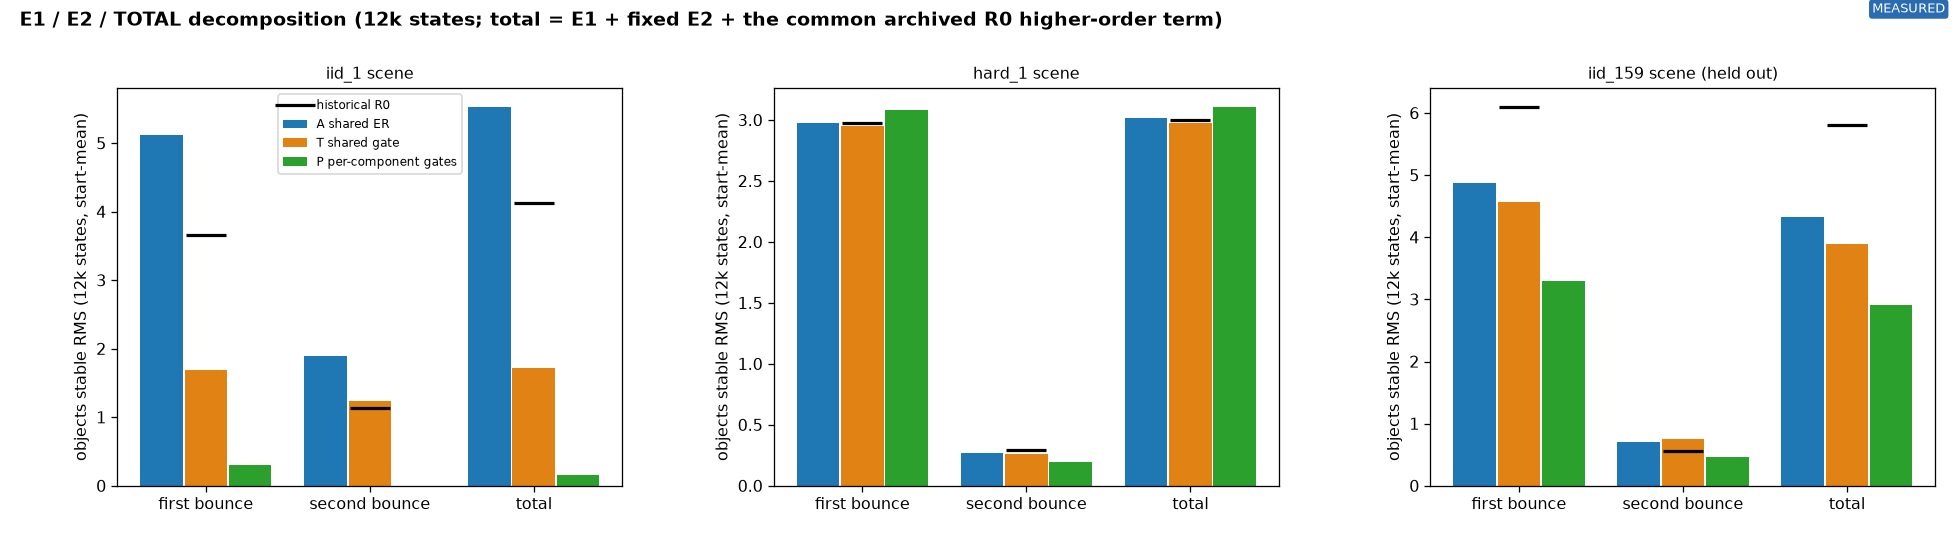 E1 / E2 / TOTAL decomposition (12k states; total = E1 + fixed E2 + the common archived R0 higher-order term)
MEASURED
iid_1 scene
objects stable RMS (12k states, start-mean)
5
4
3
2
1
0
historical R0
A shared ER
T shared gate
P per-component gates
first bounce
second bounce
total
hard_1 scene
objects stable RMS (12k states, start-mean)
3.0
2.5
2.0
1.5
1.0
0.5
0.0
first bounce
second bounce
total
iid_159 scene (held out)
objects stable RMS (12k states, start-mean)
6
5
4
3
2
1
0
first bounce
second bounce
total